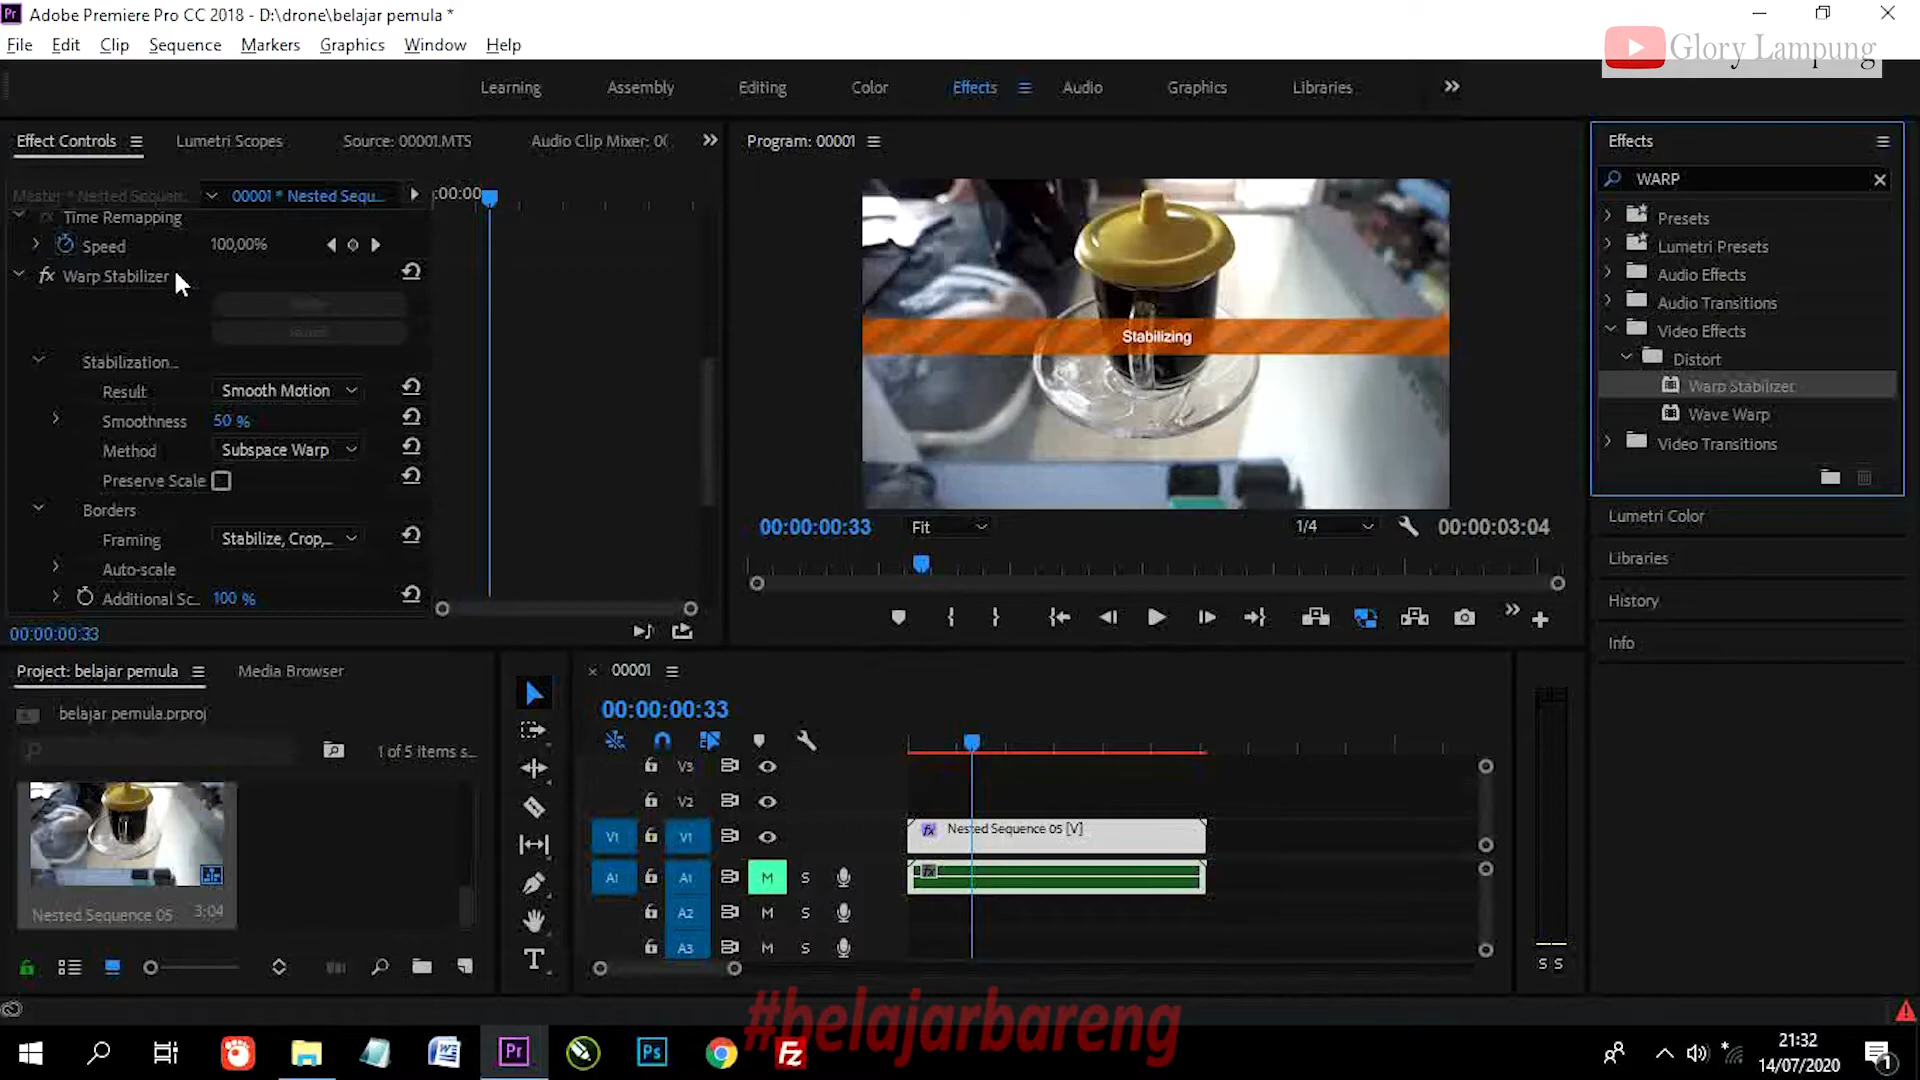 Adobe Premiere Pro CC 2018 - D:\drone\belajar pemula *
Glory Lampung
File Edit Clip Sequence Markers Graphics Window Help
Learning Assembly Editing Color Effects Audio Graphics Libraries
Effect Controls Lumetri Scopes Source: 00001.MTS Audio Clip Mixer: 0(
Program: 00001
Effects
Master * Nested Sequen... 00001 * Nested Sequ... :00:00
WARP
Time Remapping
Speed 100,00%
Warp Stabilizer
Stabilization...
Result Smooth Motion
Smoothness 50 %
Method Subspace Warp
Preserve Scale
Borders
Framing Stabilize, Crop,...
Auto-scale
Additional Sc... 100 %
00:00:00:33
Stabilizing
00:00:00:33 Fit 1/4 00:00:03:04
Presets
Lumetri Presets
Audio Effects
Audio Transitions
Video Effects
Distort
Warp Stabilizer
Wave Warp
Video Transitions
Lumetri Color
Libraries
History
Info
Project: belajar pemula Media Browser
belajar pemula.prproj
1 of 5 items s...
Nested Sequence 05 3:04
00001
00:00:00:33
V3
V2
V1 V1 Nested Sequence 05 [V]
A1 A1 M S
A2 M S
A3 M S
S S
#belajarbareng
21:32
14/07/2020
1